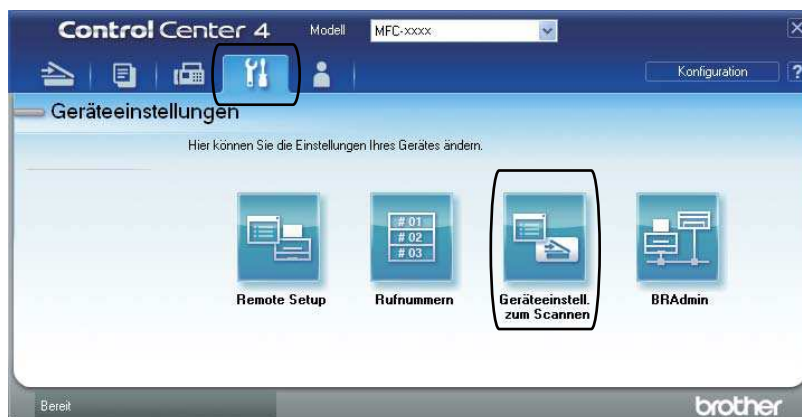 Control Center 4 Modell MFC-xxxx
Konfiguration ?
Geräteeinstellungen
Hier können Sie die Einstellungen Ihres Gerätes ändern.
# 01
# 02
# 03
Remote Setup Rufnummern Geräteeinstell. BRAdmin
zum Scannen
Bereit brother